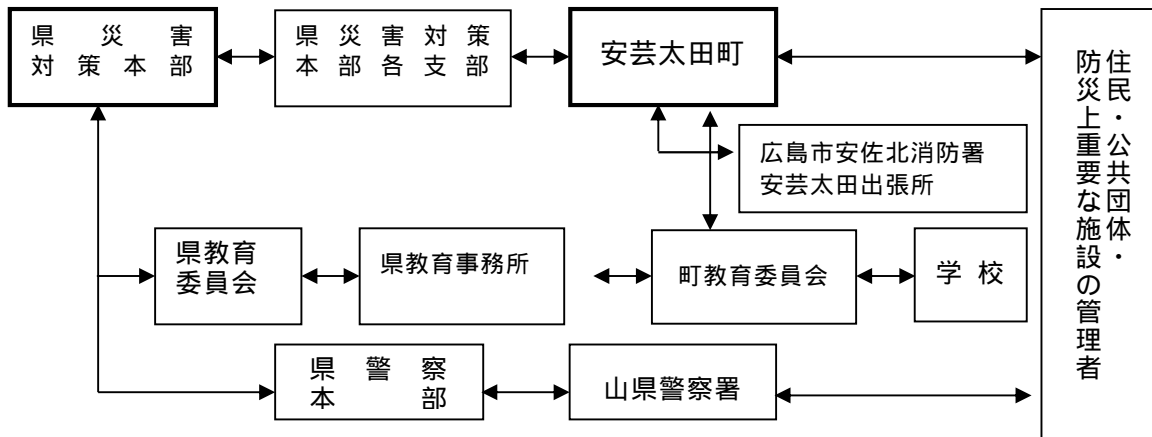 県災害
対策本部
県災害対策
本部各支部
安芸太田町
住民・公共団体・
防災上重要な施設の管理者
広島市安佐北消防署
安芸太田出張所
県教育
委員会
県教育事務所
町教育委員会
学校
県警察
本部
山県警察署